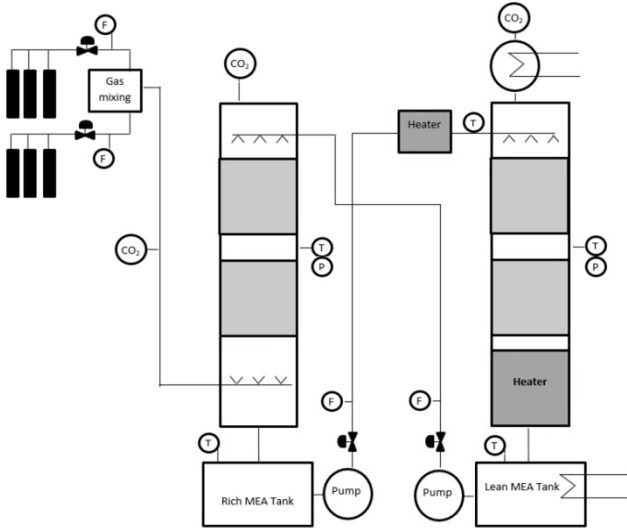 F
CO2
CO2
Gas
mixing
Heater
T
F
CO2
T
P
T
P
Heater
F
F
T
T
Rich MEA Tank
Pump
Pump
Lean MEA Tank